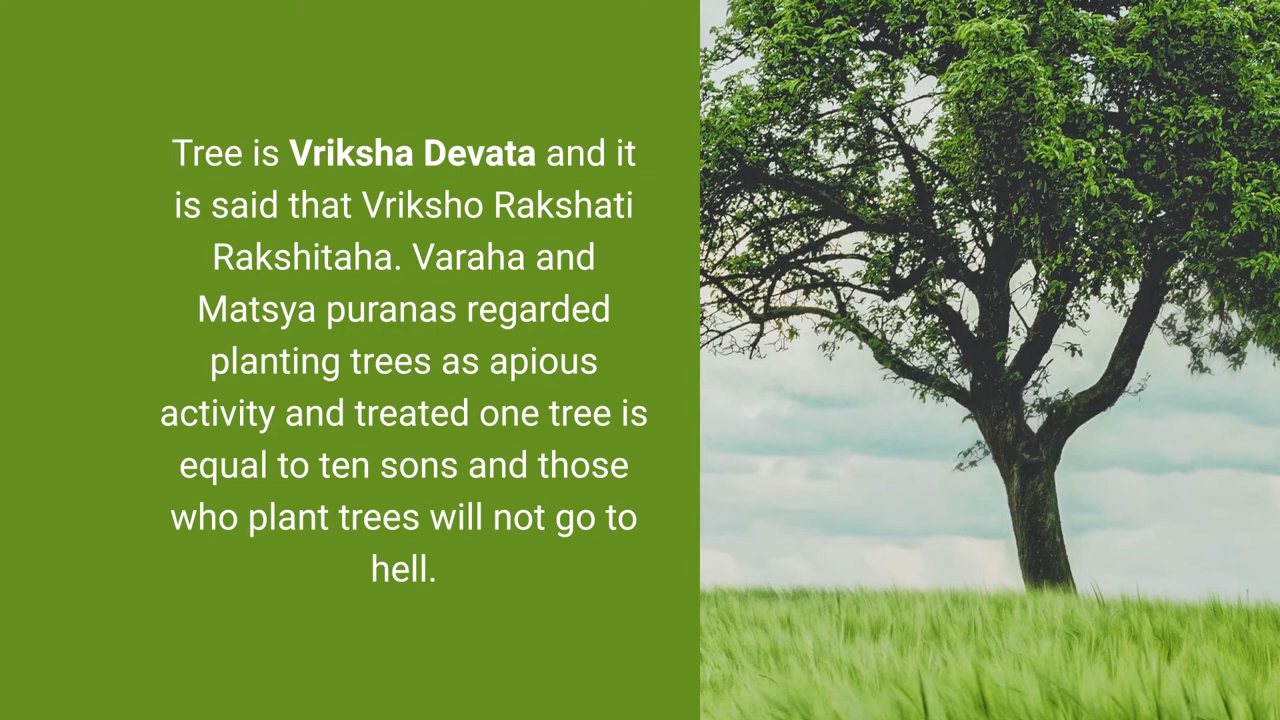 Tree is Vriksha Devata and it
is said that Vriksho Rakshati
Rakshitaha. Varaha and
Matsya puranas regarded
planting trees as apious
activity and treated one tree is
equal to ten sons and those
who plant trees will not go to
hell.